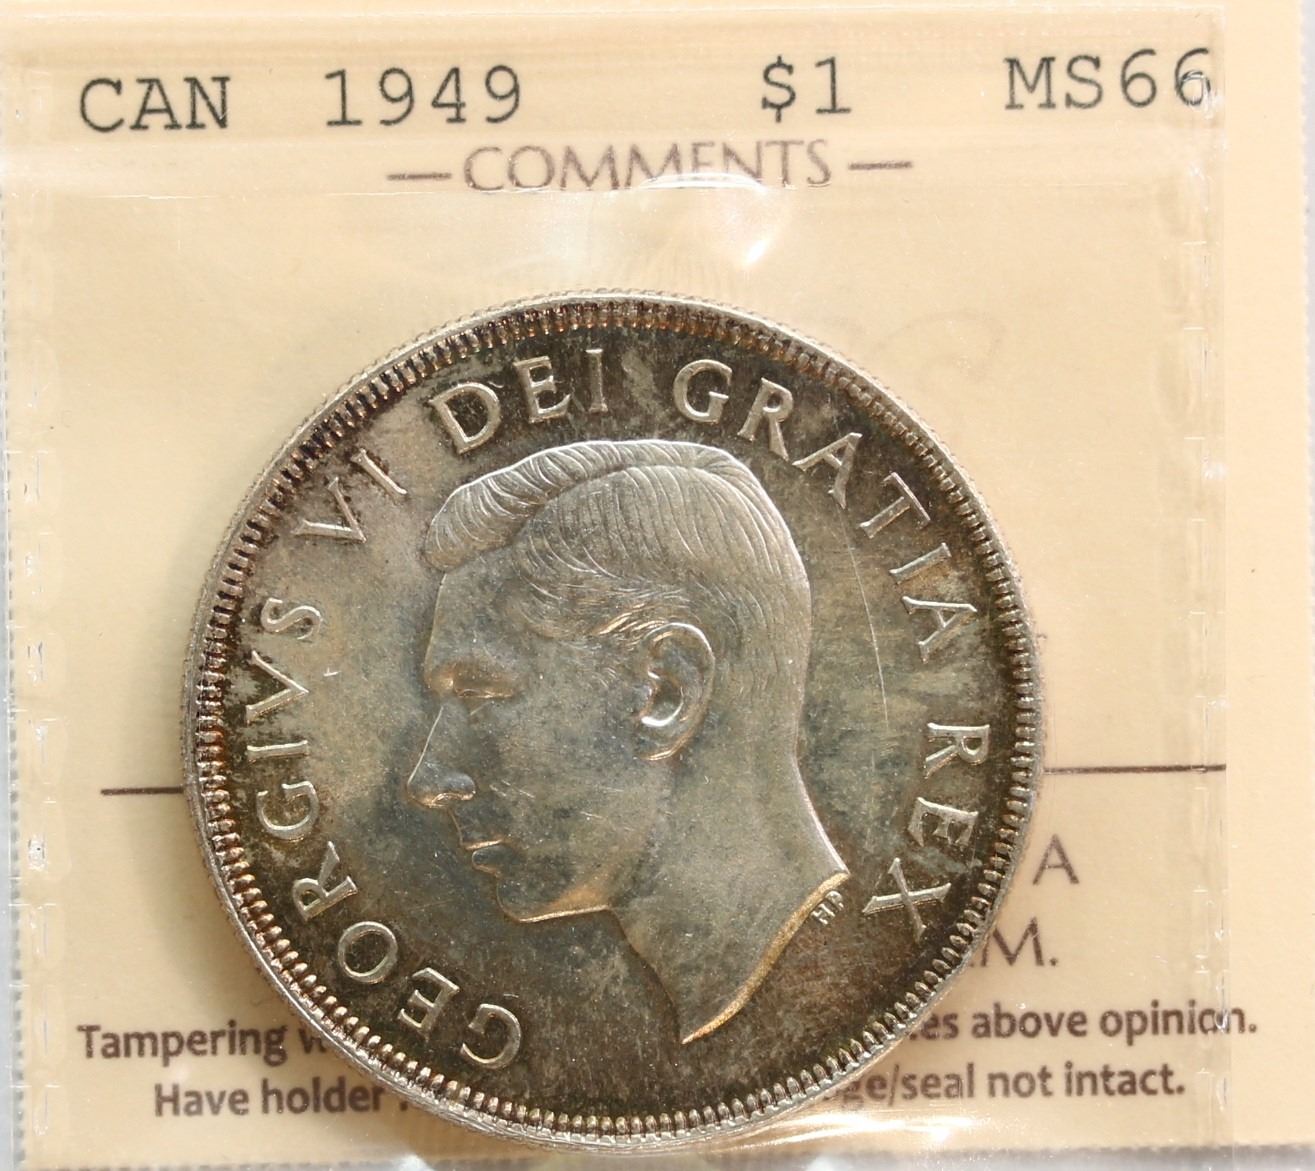 CAN 1949 $1 MS66
— COMMENTS —
GEORGIVS VI DEI GRATIA REX
HP
A
.M.
Tampering es above opinion.
Have holder ge/seal not intact.